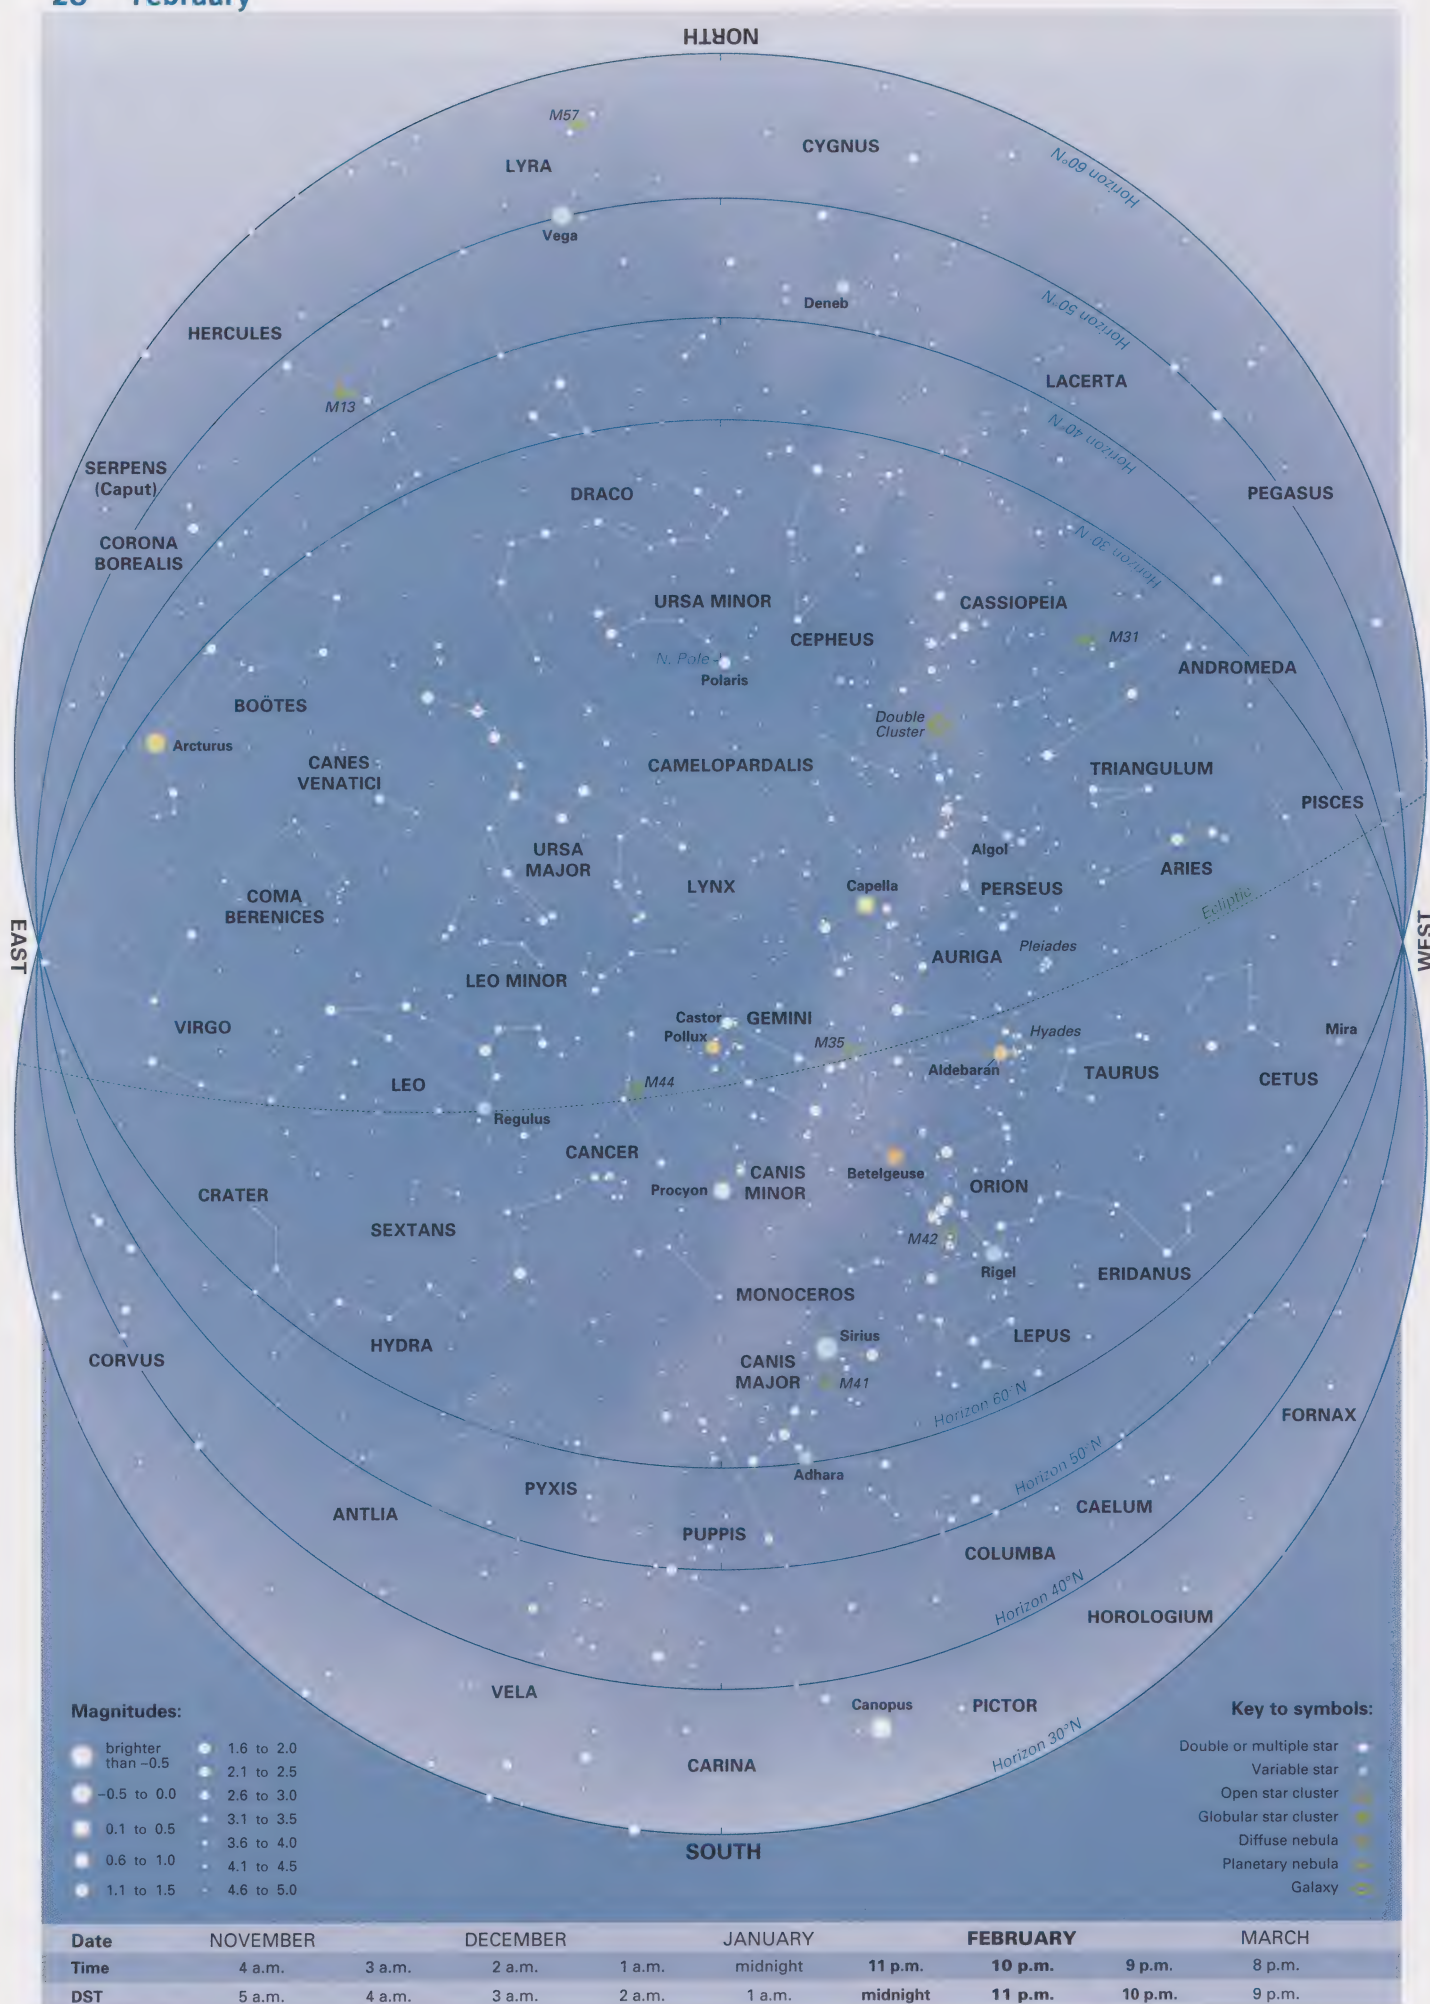 28 February
NORTH
M57
LYRA
CYGNUS
Horizon 60°N
Vega
Deneb
Horizon 50°N
HERCULES
LACERTA
M13
Horizon 40°N
SERPENS
(Caput)
DRACO
PEGASUS
CORONA
BOREALIS
Horizon 30°N
URSA MINOR
CASSIOPEIA
CEPHEUS
M31
N. Pole
Polaris
ANDROMEDA
BOÖTES
Double
Cluster
Arcturus
CANES
VENATICI
CAMELOPARDALIS
TRIANGULUM
PISCES
URSA
MAJOR
Algol
ARIES
LYNX
Capella
PERSEUS
COMA
BERENICES
Ecliptic
EAST
WEST
AURIGA
Pleiades
LEO MINOR
Castor
GEMINI
VIRGO
Pollux
M35
Hyades
Mira
Aldebaran
TAURUS
CETUS
LEO
M44
Regulus
CANCER
CANIS
MINOR
Betelgeuse
Procyon
ORION
CRATER
SEXTANS
M42
Rigel
ERIDANUS
MONOCEROS
Sirius
LEPUS
HYDRA
CORVUS
CANIS
MAJOR
M41
Horizon 60°N
FORNAX
Adhara
Horizon 50°N
PYXIS
ANTLIA
CAELUM
PUPPIS
COLUMBA
Horizon 40°N
HOROLOGIUM
VELA
Canopus
PICTOR
CARINA
Horizon 30°N
SOUTH
Magnitudes:
brighter
than –0.5
–0.5 to 0.0
0.1 to 0.5
0.6 to 1.0
1.1 to 1.5
1.6 to 2.0
2.1 to 2.5
2.6 to 3.0
3.1 to 3.5
3.6 to 4.0
4.1 to 4.5
4.6 to 5.0
Key to symbols:
Double or multiple star
Variable star
Open star cluster
Globular star cluster
Diffuse nebula
Planetary nebula
Galaxy
Date NOVEMBER DECEMBER JANUARY FEBRUARY MARCH
Time 4 a.m. 3 a.m. 2 a.m. 1 a.m. midnight 11 p.m. 10 p.m. 9 p.m. 8 p.m.
DST 5 a.m. 4 a.m. 3 a.m. 2 a.m. 1 a.m. midnight 11 p.m. 10 p.m. 9 p.m.